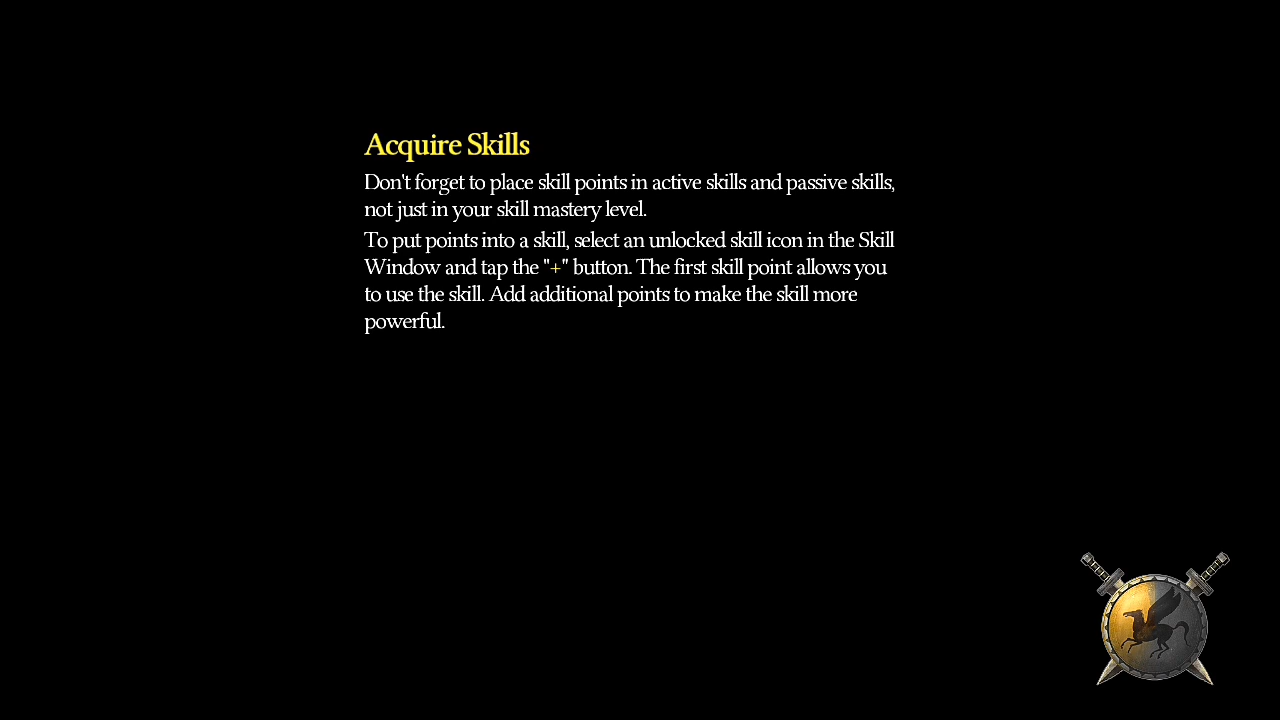 Acquire Skills
Don't forget to place skill points in active skills and passive skills,
not just in your skill mastery level.
To put points into a skill, select an unlocked skill icon in the Skill
Window and tap the "+" button. The first skill point allows you
to use the skill. Add additional points to make the skill more
powerful.